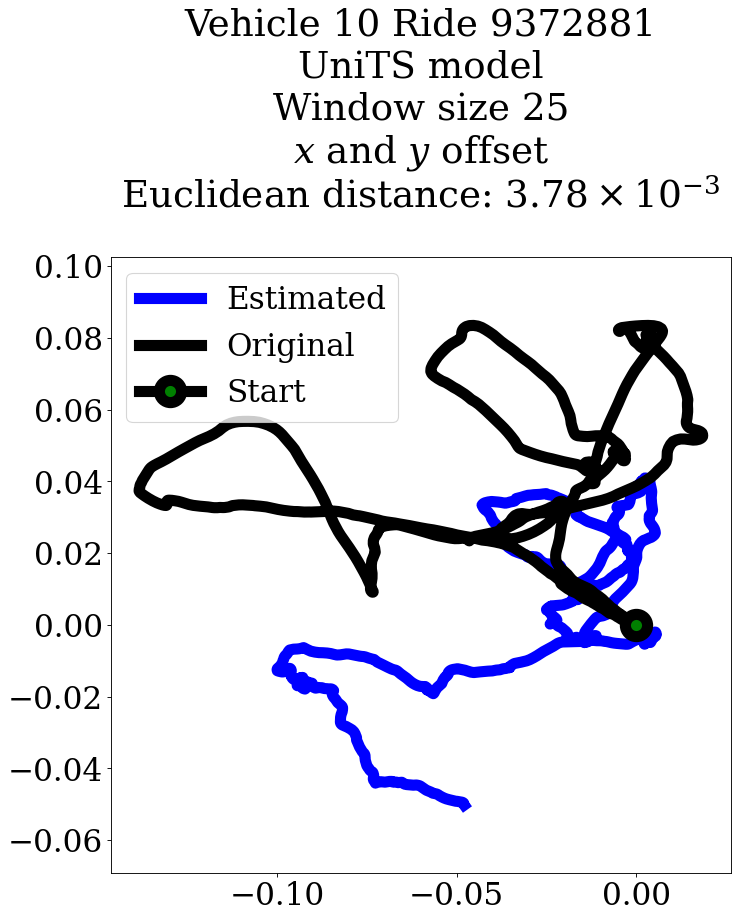 Vehicle 10 Ride 9372881
UniTS model
Window size 25
x and y offset
Euclidean distance: 3.78 × 10⁻³
Estimated
Original
Start
0.10
0.08
0.06
0.04
0.02
0.00
−0.02
−0.04
−0.06
−0.10 −0.05 0.00